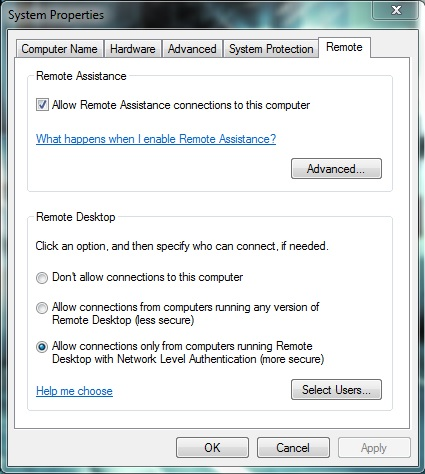 System Properties
Computer Name Hardware Advanced System Protection Remote
Remote Assistance
Allow Remote Assistance connections to this computer
What happens when I enable Remote Assistance?
Advanced...
Remote Desktop
Click an option, and then specify who can connect, if needed.
Don't allow connections to this computer
Allow connections from computers running any version of
Remote Desktop (less secure)
Allow connections only from computers running Remote
Desktop with Network Level Authentication (more secure)
Help me choose
Select Users...
OK Cancel Apply